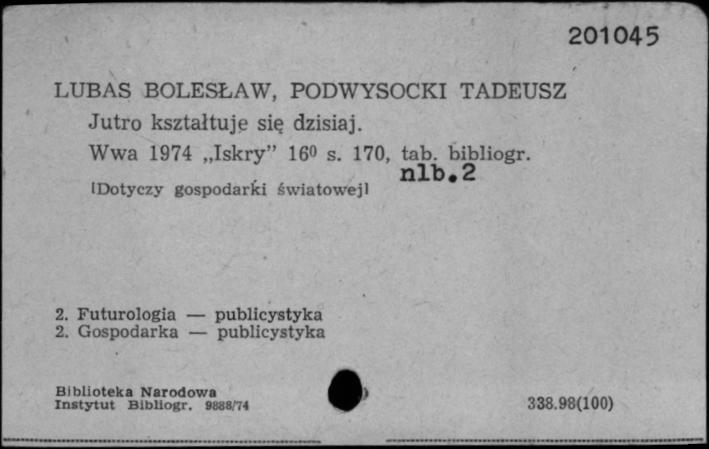 201045
LUBAS BOLESŁAW, PODWYSOCKI TADEUSZ
Jutro kształtuje się dzisiaj.
Wwa 1974 „Iskry” 16⁰ s. 170, tab. bibliogr.
nlb.2
[Dotyczy gospodarki światowej]
2. Futurologia — publicystyka
2. Gospodarka — publicystyka
Biblioteka Narodowa
Instytut Bibliogr. 9888/74
338.98(100)